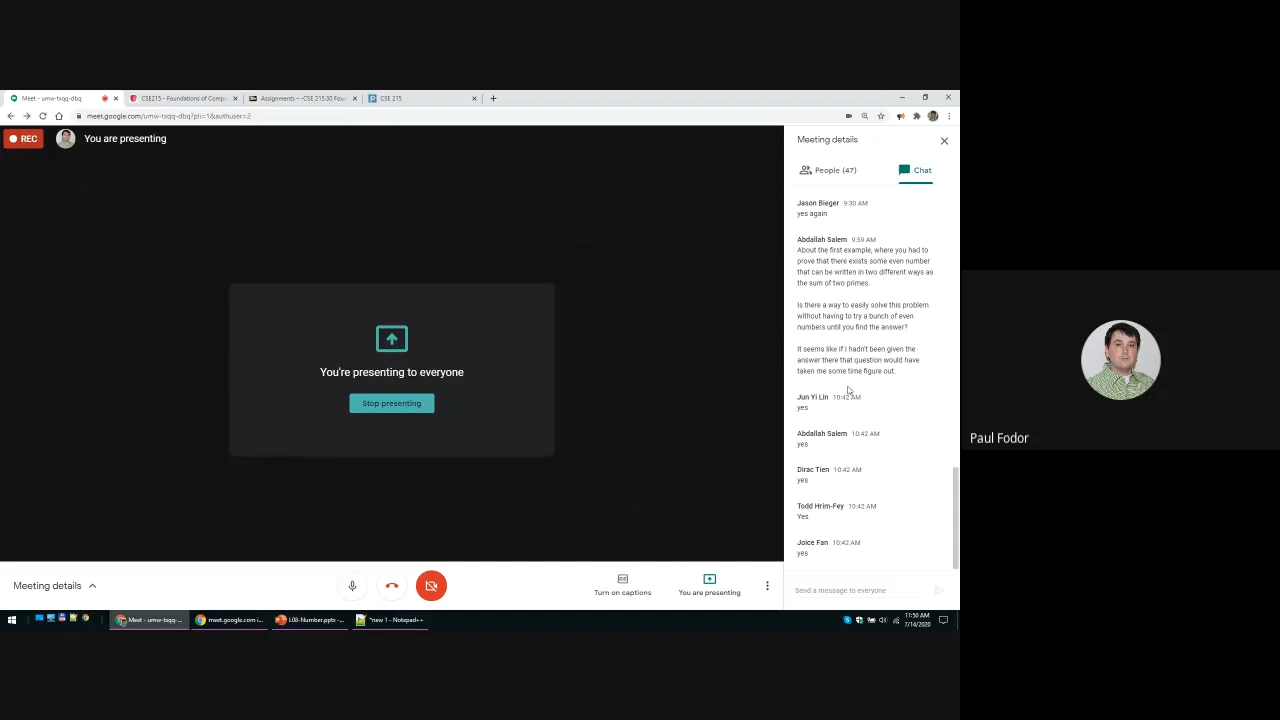 Meet - umw-txqq-dbq
CSE215 - Foundations of Compu
Assignments – -CSE 215.30 Foun
CSE 215
meet.google.com/umw-txqq-dbq?pli=1&authuser=2
REC
You are presenting
Meeting details
People (47)
Chat
Jason Bieger 9:30 AM
yes again
Abdallah Salem 9:59 AM
About the first example, where you had to
prove that there exists some even number
that can be written in two different ways as
the sum of two primes.
Is there a way to easily solve this problem
without having to try a bunch of even
numbers until you find the answer?
It seems like if i hadn't been given the
answer there that question would have
taken me some time figure out.
Jun Yi Lin 10:42 AM
yes
Abdallah Salem 10:42 AM
yes
Dirac Tien 10:42 AM
yes
Todd Hrim-Fey 10:42 AM
Yes
Joice Fan 10:42 AM
yes
You're presenting to everyone
Stop presenting
Paul Fodor
Meeting details
Turn on captions
You are presenting
Send a message to everyone
Meet - umw-txqq-...
meet.google.com i...
L08-Number.pptx -...
*new 1 - Notepad++
11:50 AM
7/14/2020